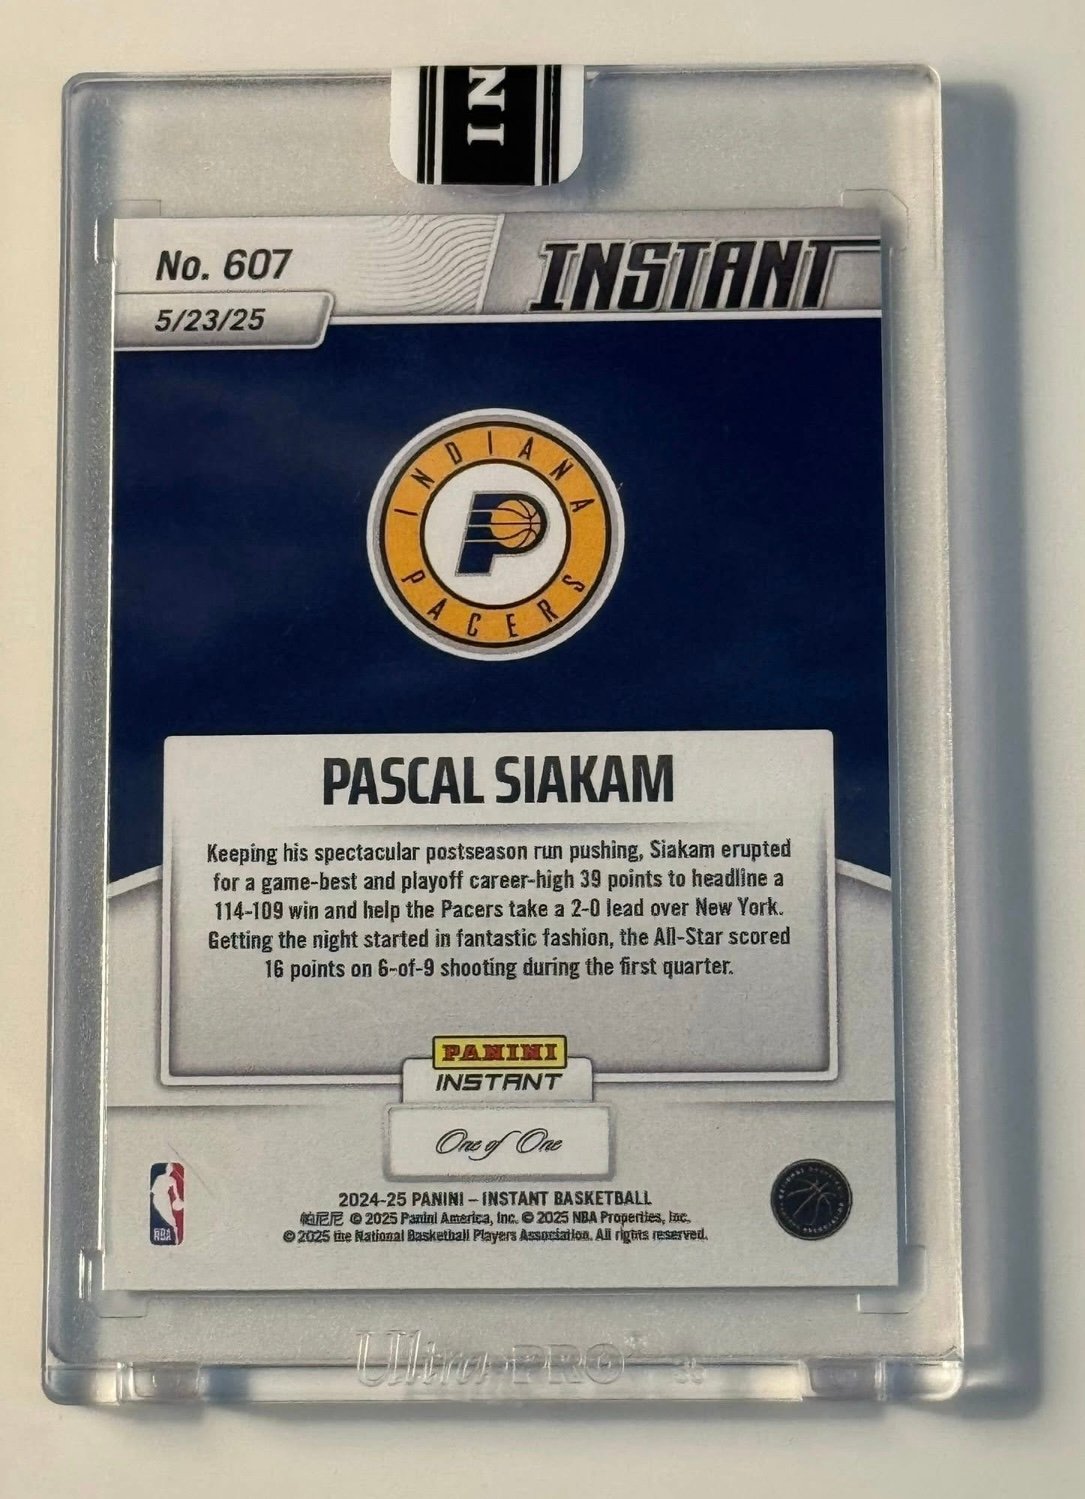 IN
No. 607
INSTANT
5/23/25
INDIANA
PACERS
PASCAL SIAKAM
Keeping his spectacular postseason run pushing, Siakam erupted
for a game-best and playoff career-high 39 points to headline a
114-109 win and help the Pacers take a 2-0 lead over New York.
Getting the night started in fantastic fashion, the All-Star scored
16 points on 6-of-9 shooting during the first quarter.
PANINI
INSTANT
One of One
NBA
2024-25 PANINI – INSTANT BASKETBALL
帕尼尼 © 2025 Panini America, Inc. © 2025 NBA Properties, Inc.
© 2025 the National Basketball Players Association. All rights reserved.
Ultra PRO